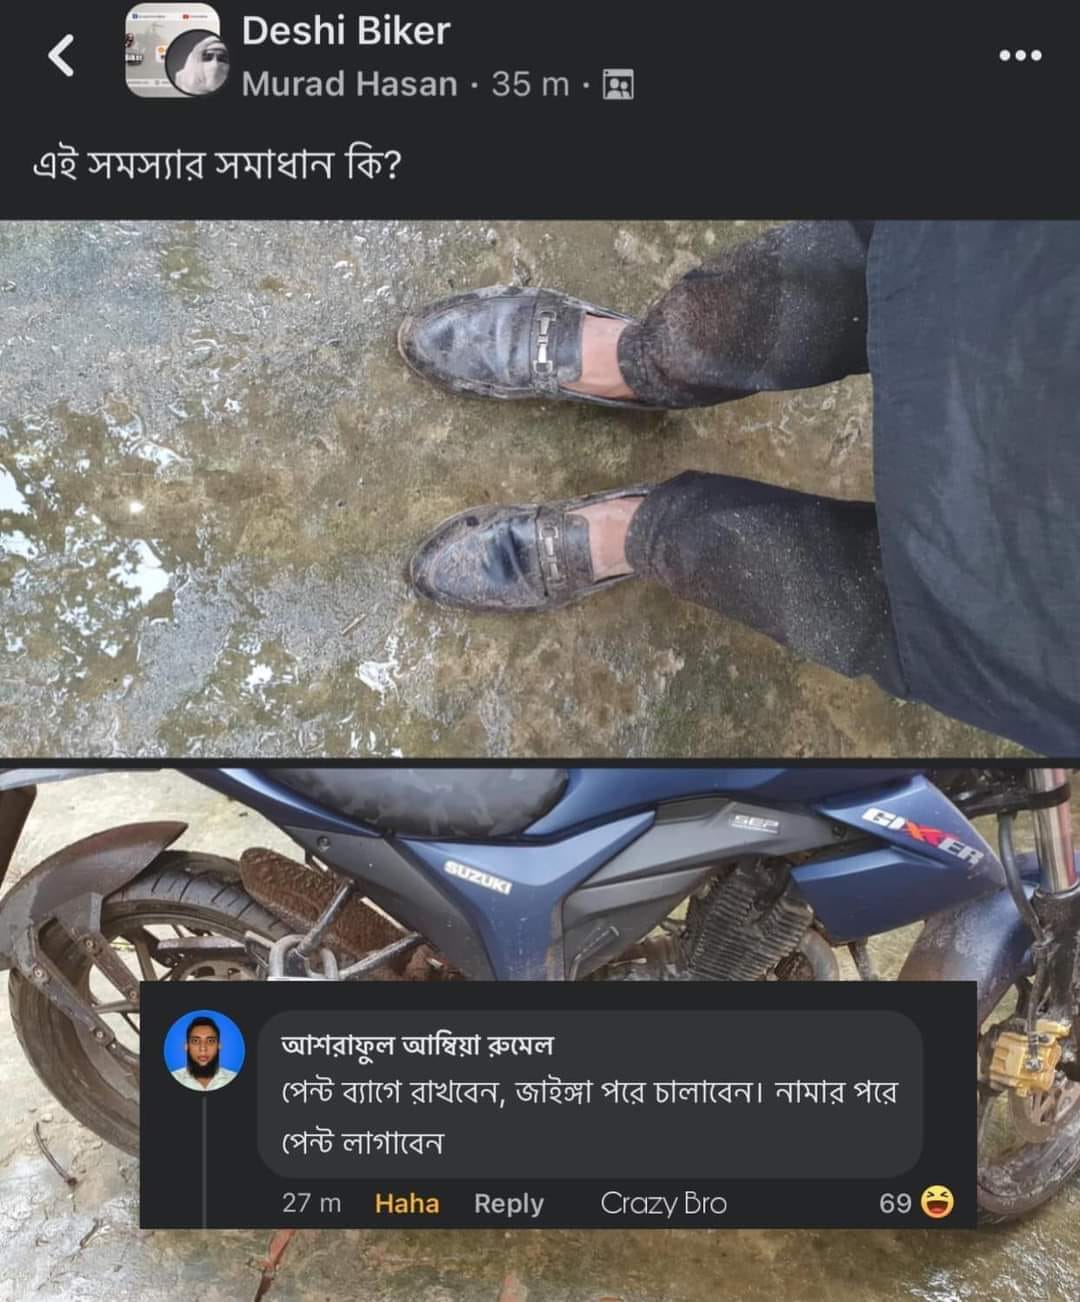 Deshi Biker
Murad Hasan · 35 m ·
এই সমস্যার সমাধান কি?
SEP
GIXXER
SUZUKI
আশরাফুল আম্বিয়া রুমেল
পেন্ট ব্যাগে রাখবেন, জাইঙ্গা পরে চালাবেন। নামার পরে
পেন্ট লাগাবেন
27 m Haha Reply Crazy Bro 69